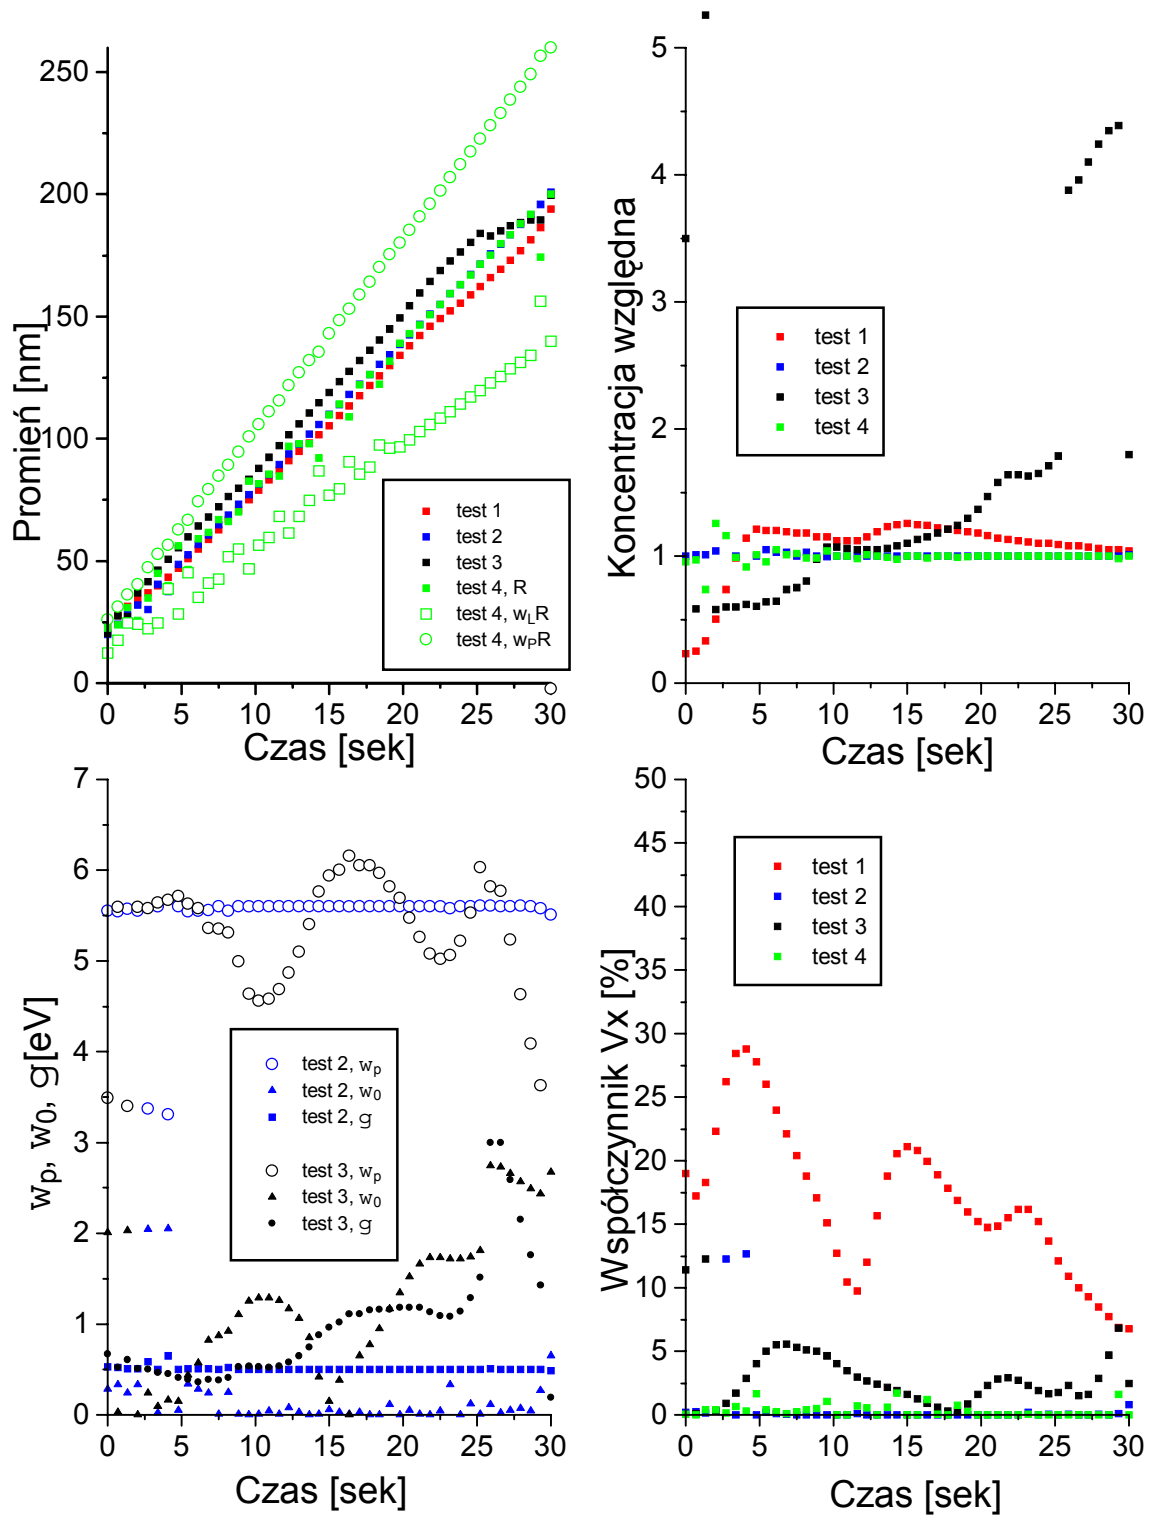 250
200
150
100
50
0
Promień [nm]
test 1
test 2
test 3
test 4, R
test 4, wLR
test 4, wPR
0 5 10 15 20 25 30
Czas [sek]
5
4
3
2
1
0
Koncentracja względna
test 1
test 2
test 3
test 4
0 5 10 15 20 25 30
Czas [sek]
7
6
5
4
3
2
1
0
wp, w0, g[eV]
test 2, wp
test 2, w0
test 2, g
test 3, wp
test 3, w0
test 3, g
0 5 10 15 20 25 30
Czas [sek]
50
45
40
35
30
25
20
15
10
5
0
Współczynnik Vx [%]
test 1
test 2
test 3
test 4
0 5 10 15 20 25 30
Czas [sek]